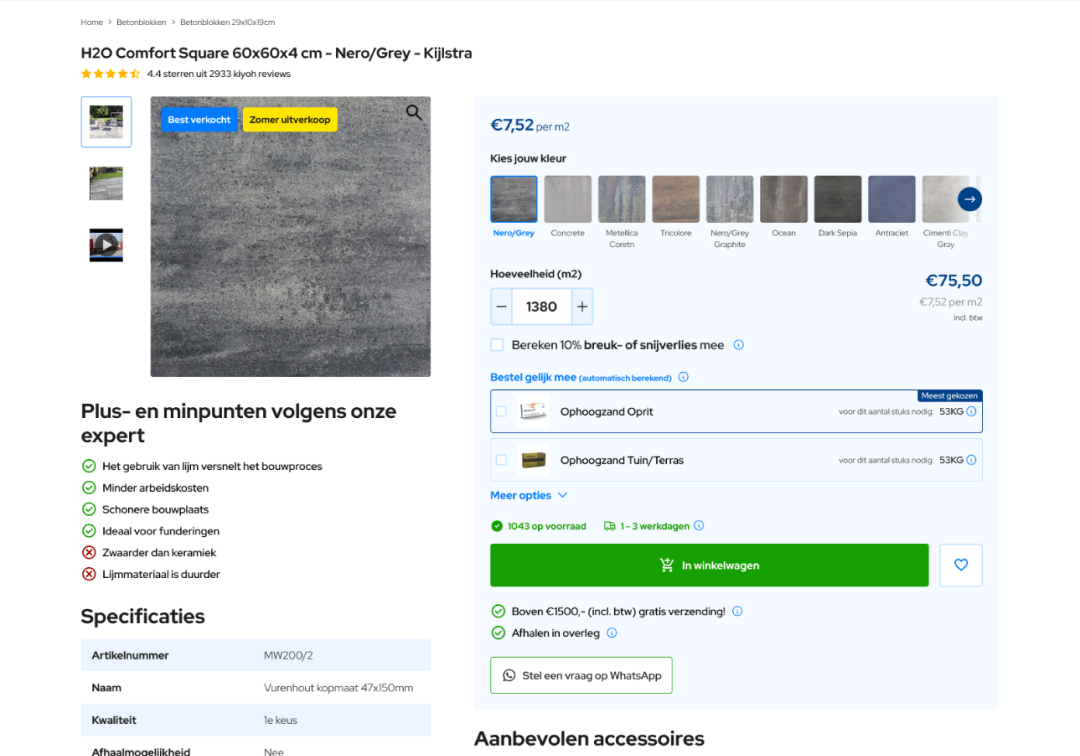 Home > Betonblokken > Betonblokken 29x10x19cm
H2O Comfort Square 60x60x4 cm - Nero/Grey - Kijlstra
4.4 sterren uit 2933 kiyoh reviews
Best verkocht
Zomer uitverkoop
Plus- en minpunten volgens onze
expert
Het gebruik van lijm versnelt het bouwproces
Minder arbeidskosten
Schonere bouwplaats
Ideaal voor funderingen
Zwaarder dan keramiek
Lijmmateriaal is duurder
Specificaties
Artikelnummer MW200/2
Naam Vurenhout kopmaat 47x150mm
Kwaliteit 1e keus
Afhaalmogelijkheid Nee
€7,52 per m2
Kies jouw kleur
Nero/Grey
Concrete
Metellica
Coretn
Tricolore
Nero/Grey
Graphite
Ocean
Dark Sepia
Antraciet
Cimenti Clay
Gray
Hoeveelheid (m2)
− 1380 +
€75,50
€7,52 per m2
incl. btw
Bereken 10% breuk- of snijverlies mee
Bestel gelijk mee (automatisch berekend)
Meest gekozen
Ophoogzand Oprit voor dit aantal stuks nodig: 53KG
Ophoogzand Tuin/Terras voor dit aantal stuks nodig: 53KG
Meer opties
1043 op voorraad 1 - 3 werkdagen
In winkelwagen
Boven €1500,- (incl. btw) gratis verzending!
Afhalen in overleg
Stel een vraag op WhatsApp
Aanbevolen accessoires